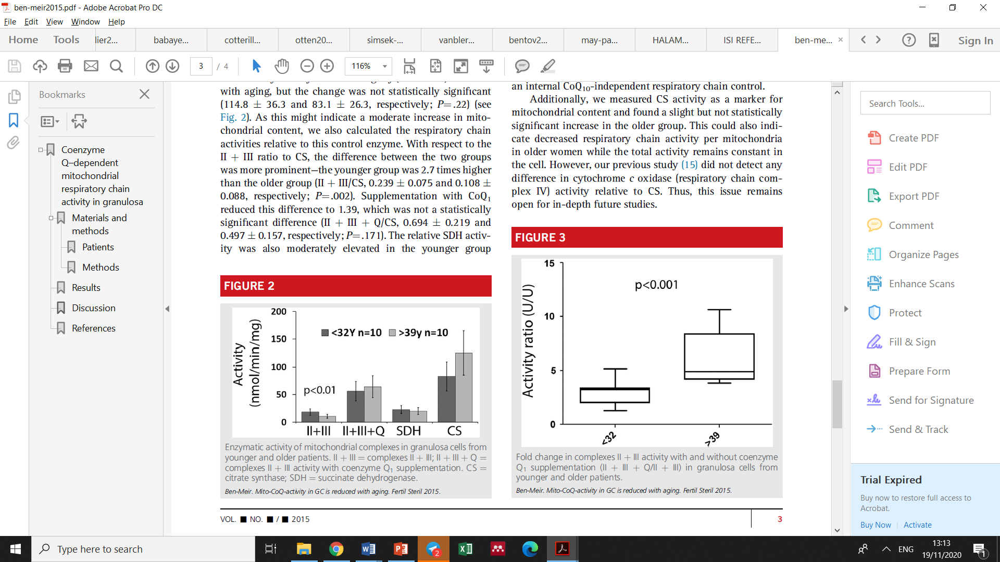 ben-meir2015.pdf - Adobe Acrobat Pro DC
File Edit View Window Help
Home Tools lier2... babaye... cotterill... otten20... simsek-... vanbler... bentov2... may-pa... HALAM... ISI REFE... ben-me... × Sign In
3 / 4 116%
Bookmarks
Coenzyme
Q–dependent
mitochondrial
respiratory chain
activity in granulosa
Materials and
methods
Patients
Methods
Results
Discussion
References
with aging, but the change was not statistically significant
(114.8 ± 36.3 and 83.1 ± 26.3, respectively; P=.22) (see
Fig. 2). As this might indicate a moderate increase in mito-
chondrial content, we also calculated the respiratory chain
activities relative to this control enzyme. With respect to the
II + III ratio to CS, the difference between the two groups
was more prominent—the younger group was 2.7 times higher
than the older group (II + III/CS, 0.239 ± 0.075 and 0.108 ±
0.088, respectively; P=.002). Supplementation with CoQ1
reduced this difference to 1.39, which was not a statistically
significant difference (II + III + Q/CS, 0.694 ± 0.219 and
0.497 ± 0.157, respectively; P=.171). The relative SDH activ-
ity was also moderately elevated in the younger group
FIGURE 2
200
150
100
50
0
Activity
(nmol/min/mg)
<32Y n=10 >39y n=10
p<0.01
II+III II+III+Q SDH CS
Enzymatic activity of mitochondrial complexes in granulosa cells from
younger and older patients. II + III = complexes II + III; II + III + Q =
complexes II + III activity with coenzyme Q1 supplementation. CS =
citrate synthase; SDH = succinate dehydrogenase.
Ben-Meir. Mito-CoQ-activity in GC is reduced with aging. Fertil Steril 2015.
an internal CoQ10-independent respiratory chain control.
Additionally, we measured CS activity as a marker for
mitochondrial content and found a slight but not statistically
significant increase in the older group. This could also indi-
cate decreased respiratory chain activity per mitochondria
in older women while the total activity remains constant in
the cell. However, our previous study (15) did not detect any
difference in cytochrome c oxidase (respiratory chain com-
plex IV) activity relative to CS. Thus, this issue remains
open for in-depth future studies.
FIGURE 3
15
10
5
0
Activity ratio (U/U)
p<0.001
<32 >39
Fold change in complexes II + III activity with and without coenzyme
Q1 supplementation (II + III + Q/II + III) in granulosa cells from
younger and older patients.
Ben-Meir. Mito-CoQ-activity in GC is reduced with aging. Fertil Steril 2015.
VOL. ■ NO. ■ / ■ 2015
3
Search Tools...
Create PDF
Edit PDF
Export PDF
Comment
Organize Pages
Enhance Scans
Protect
Fill & Sign
Prepare Form
Send for Signature
Send & Track
Trial Expired
Buy now to restore full access to
Acrobat.
Buy Now | Activate
Type here to search
2
ENG
13:13
19/11/2020
1